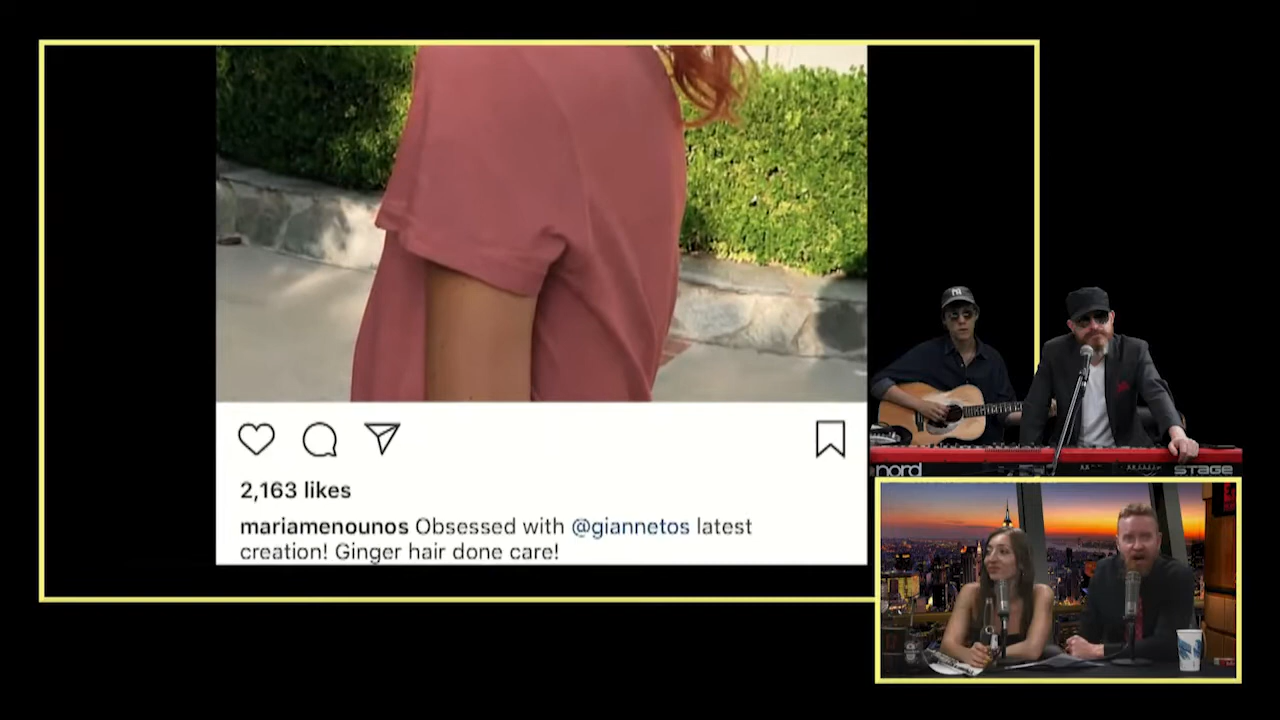 2,163 likes
mariamenounos Obsessed with @giannetos latest
creation! Ginger hair done care!
nord
STAGE